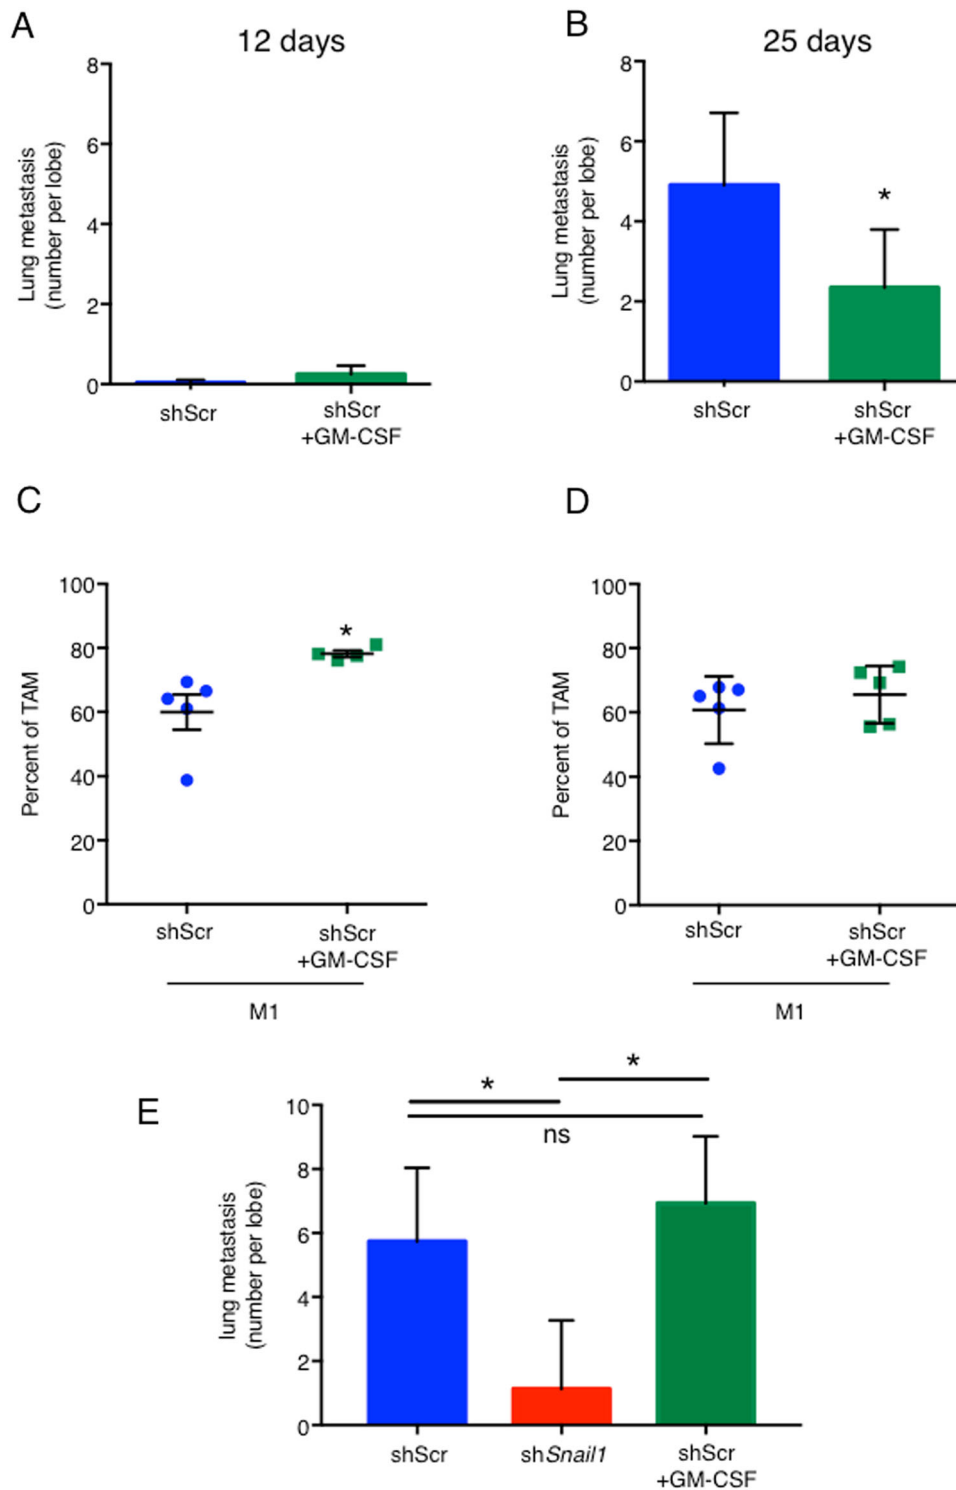 A
12 days
8
6
4
2
0
Lung metastasis
(number per lobe)
shScr
shScr
+GM-CSF
B
25 days
8
6
4
2
0
Lung metastasis
(number per lobe)
*
shScr
shScr
+GM-CSF
C
100
80
60
40
20
0
Percent of TAM
*
shScr
shScr
+GM-CSF
M1
D
100
80
60
40
20
0
Percent of TAM
shScr
shScr
+GM-CSF
M1
E
*
*
ns
10
8
6
4
2
0
lung metastasis
(number per lobe)
shScr
shSnail1
shScr
+GM-CSF